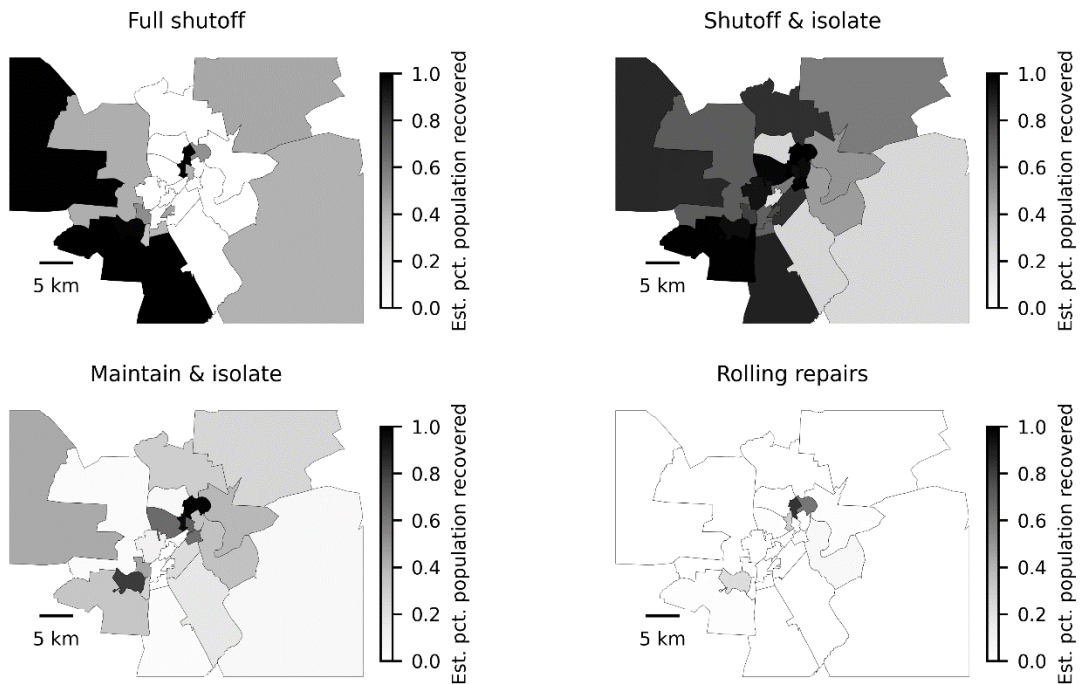 Full shutoff
1.0
0.8
0.6
0.4
0.2
0.0
Est. pct. population recovered
5 km
Shutoff & isolate
1.0
0.8
0.6
0.4
0.2
0.0
Est. pct. population recovered
5 km
Maintain & isolate
1.0
0.8
0.6
0.4
0.2
0.0
Est. pct. population recovered
5 km
Rolling repairs
1.0
0.8
0.6
0.4
0.2
0.0
Est. pct. population recovered
5 km